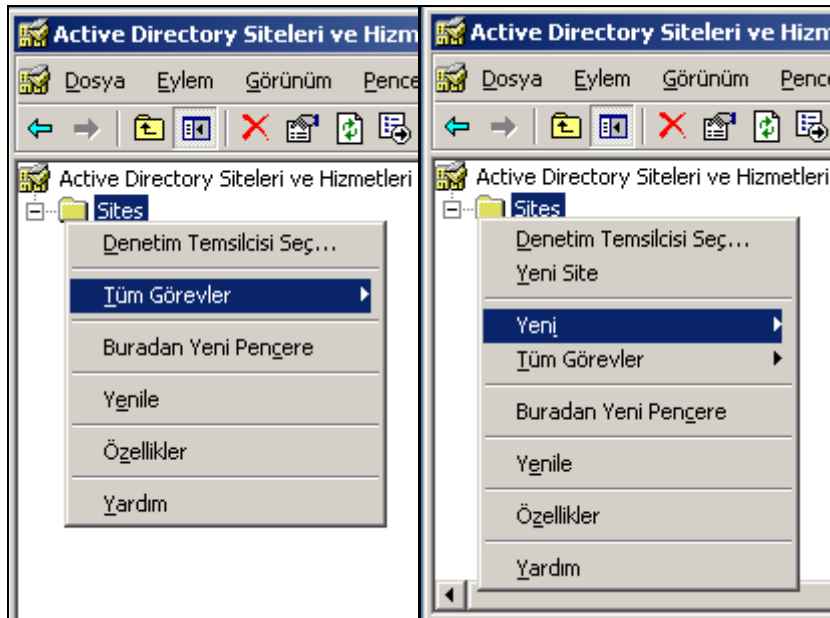 Active Directory Siteleri ve Hizm
Dosya Eylem Görünüm Pence
Active Directory Siteleri ve Hizmetleri
Sites
Denetim Temsilcisi Seç...
Tüm Görevler
Buradan Yeni Pencere
Yenile
Özellikler
Yardım
Active Directory Siteleri ve Hizm
Dosya Eylem Görünüm Penc
Active Directory Siteleri ve Hizmetleri
Sites
Denetim Temsilcisi Seç...
Yeni Site
Yeni
Tüm Görevler
Buradan Yeni Pencere
Yenile
Özellikler
Yardım